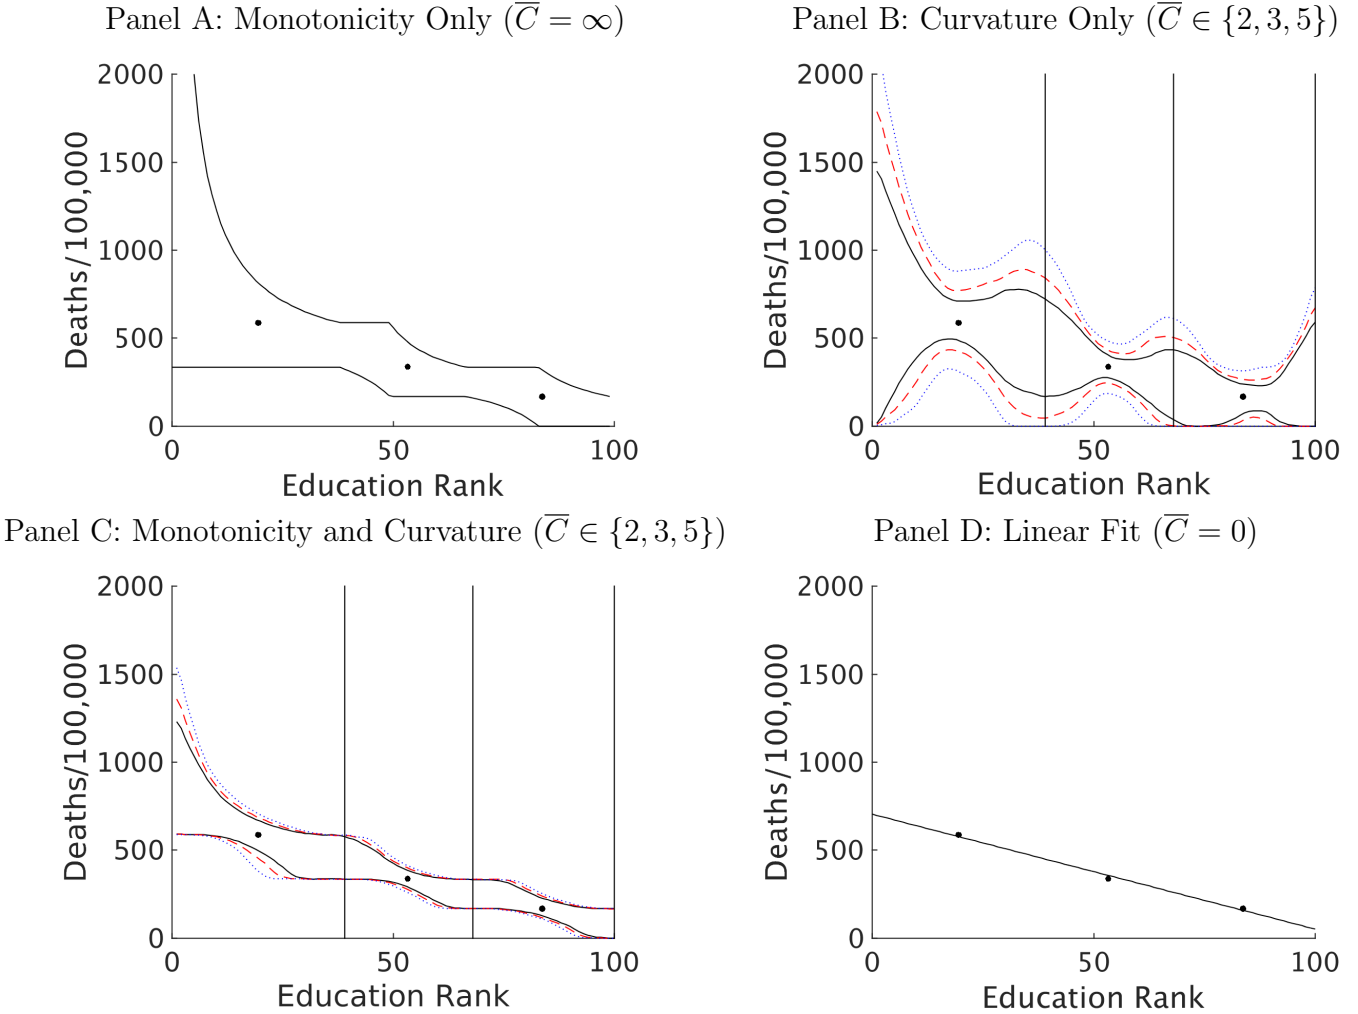 Panel A: Monotonicity Only (C̅ = ∞)
2000
1500
1000
500
0
0 50 100
Deaths/100,000
Education Rank
Panel B: Curvature Only (C̅ ∈ {2, 3, 5})
2000
1500
1000
500
0
0 50 100
Deaths/100,000
Education Rank
Panel C: Monotonicity and Curvature (C̅ ∈ {2, 3, 5})
2000
1500
1000
500
0
0 50 100
Deaths/100,000
Education Rank
Panel D: Linear Fit (C̅ = 0)
2000
1500
1000
500
0
0 50 100
Deaths/100,000
Education Rank